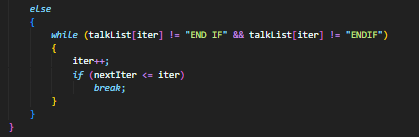 else
{
while (talkList[iter] != "END IF" && talkList[iter] != "ENDIF")
{
iter++;
if (nextIter <= iter)
break;
}
}
}